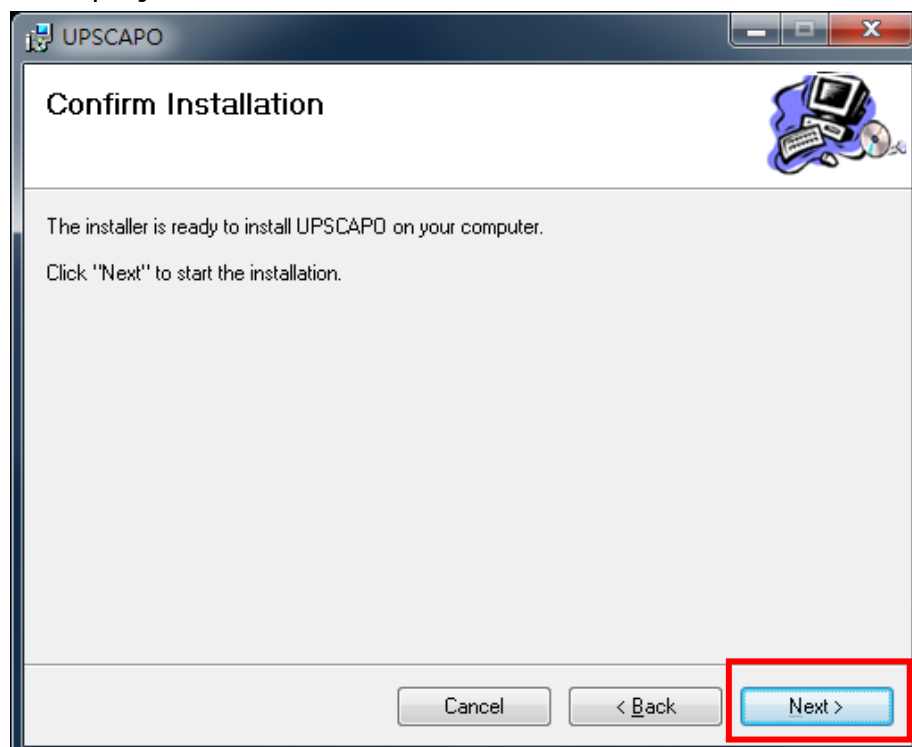 UPSCAPO
Confirm Installation
The installer is ready to install UPSCAPO on your computer.
Click "Next" to start the installation.
Cancel
< Back
Next >